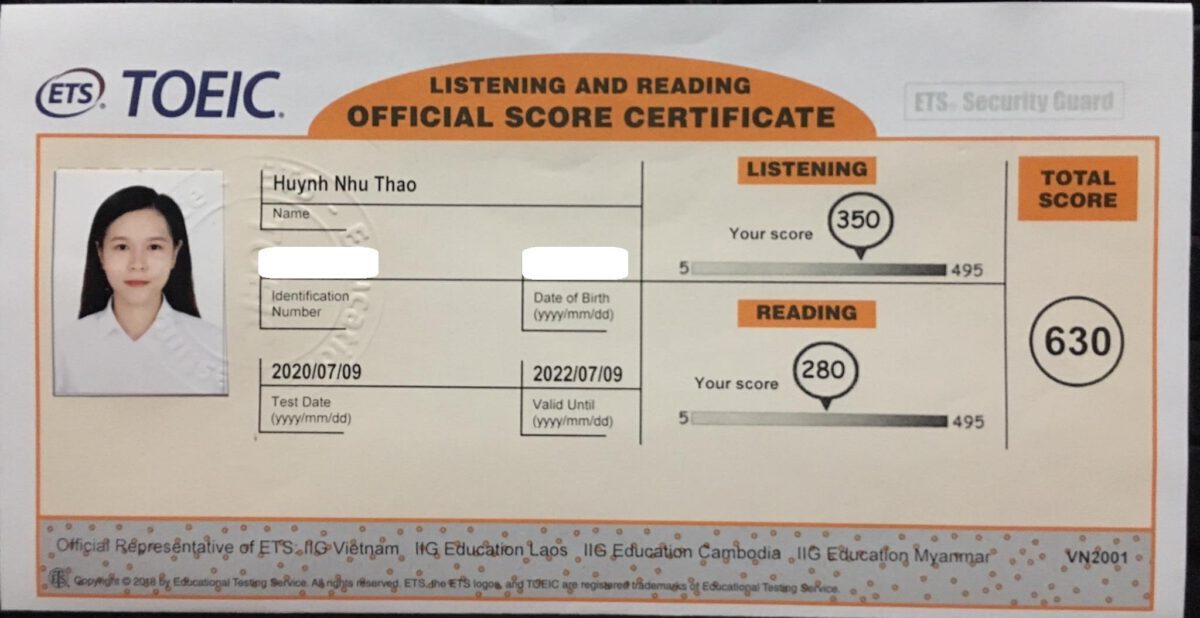 ETS® TOEIC®
LISTENING AND READING
OFFICIAL SCORE CERTIFICATE
ETS® Security Guard
Huynh Nhu Thao
Name
Identification
Number
Date of Birth
(yyyy/mm/dd)
2020/07/09
Test Date
(yyyy/mm/dd)
2022/07/09
Valid Until
(yyyy/mm/dd)
LISTENING
Your score 350
5 495
READING
Your score 280
5 495
TOTAL
SCORE
630
Official Representative of ETS: IIG Vietnam IIG Education Laos IIG Education Cambodia IIG Education Myanmar VN2001
Copyright © 2018 by Educational Testing Service. All rights reserved. ETS, the ETS logos, and TOEIC are registered trademarks of Educational Testing Service.